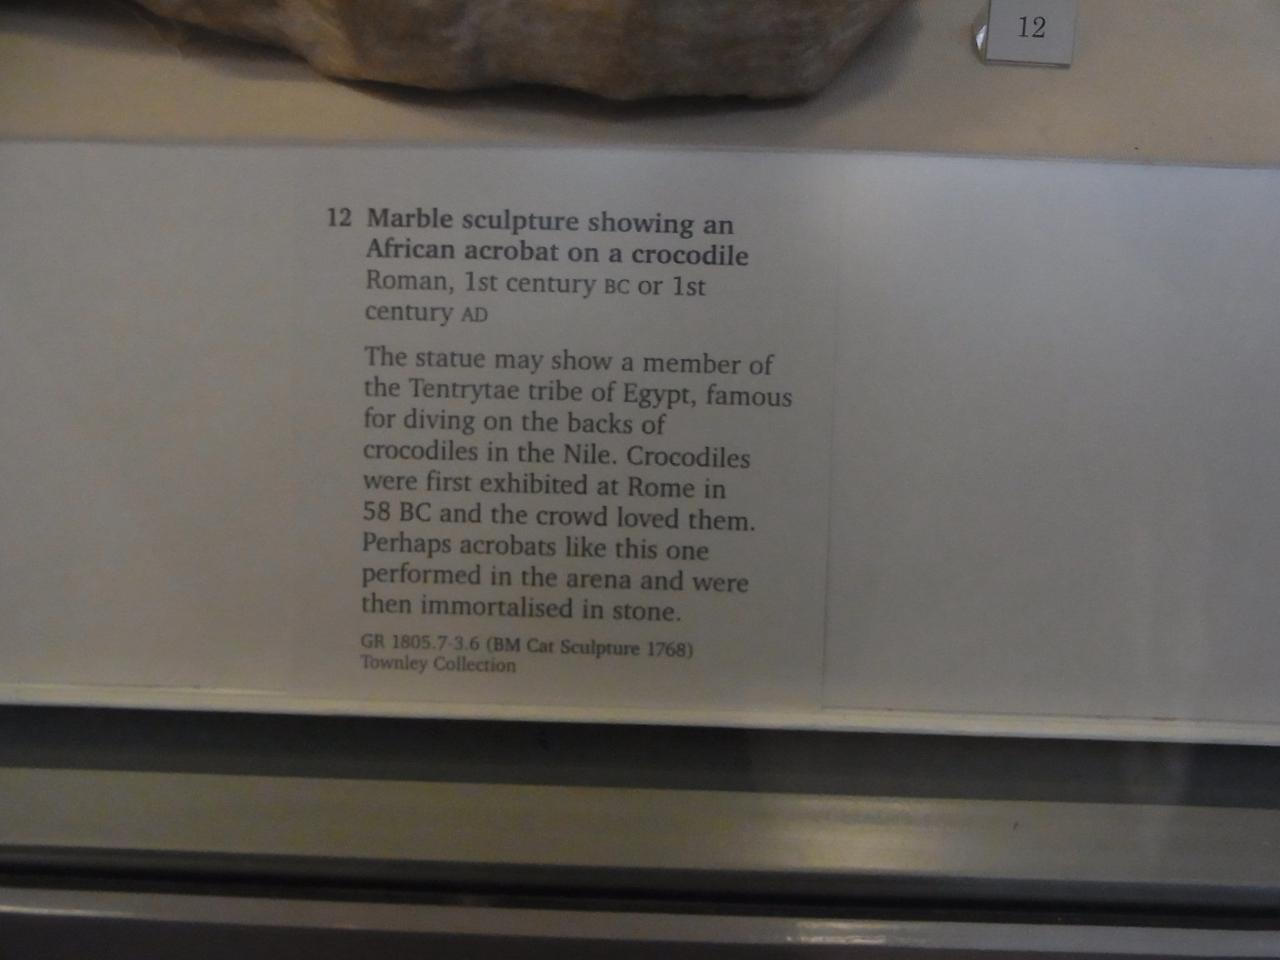 12
12 Marble sculpture showing an
African acrobat on a crocodile
Roman, 1st century BC or 1st
century AD
The statue may show a member of
the Tentrytae tribe of Egypt, famous
for diving on the backs of
crocodiles in the Nile. Crocodiles
were first exhibited at Rome in
58 BC and the crowd loved them.
Perhaps acrobats like this one
performed in the arena and were
then immortalised in stone.
GR 1805.7-3.6 (BM Cat Sculpture 1768)
Townley Collection